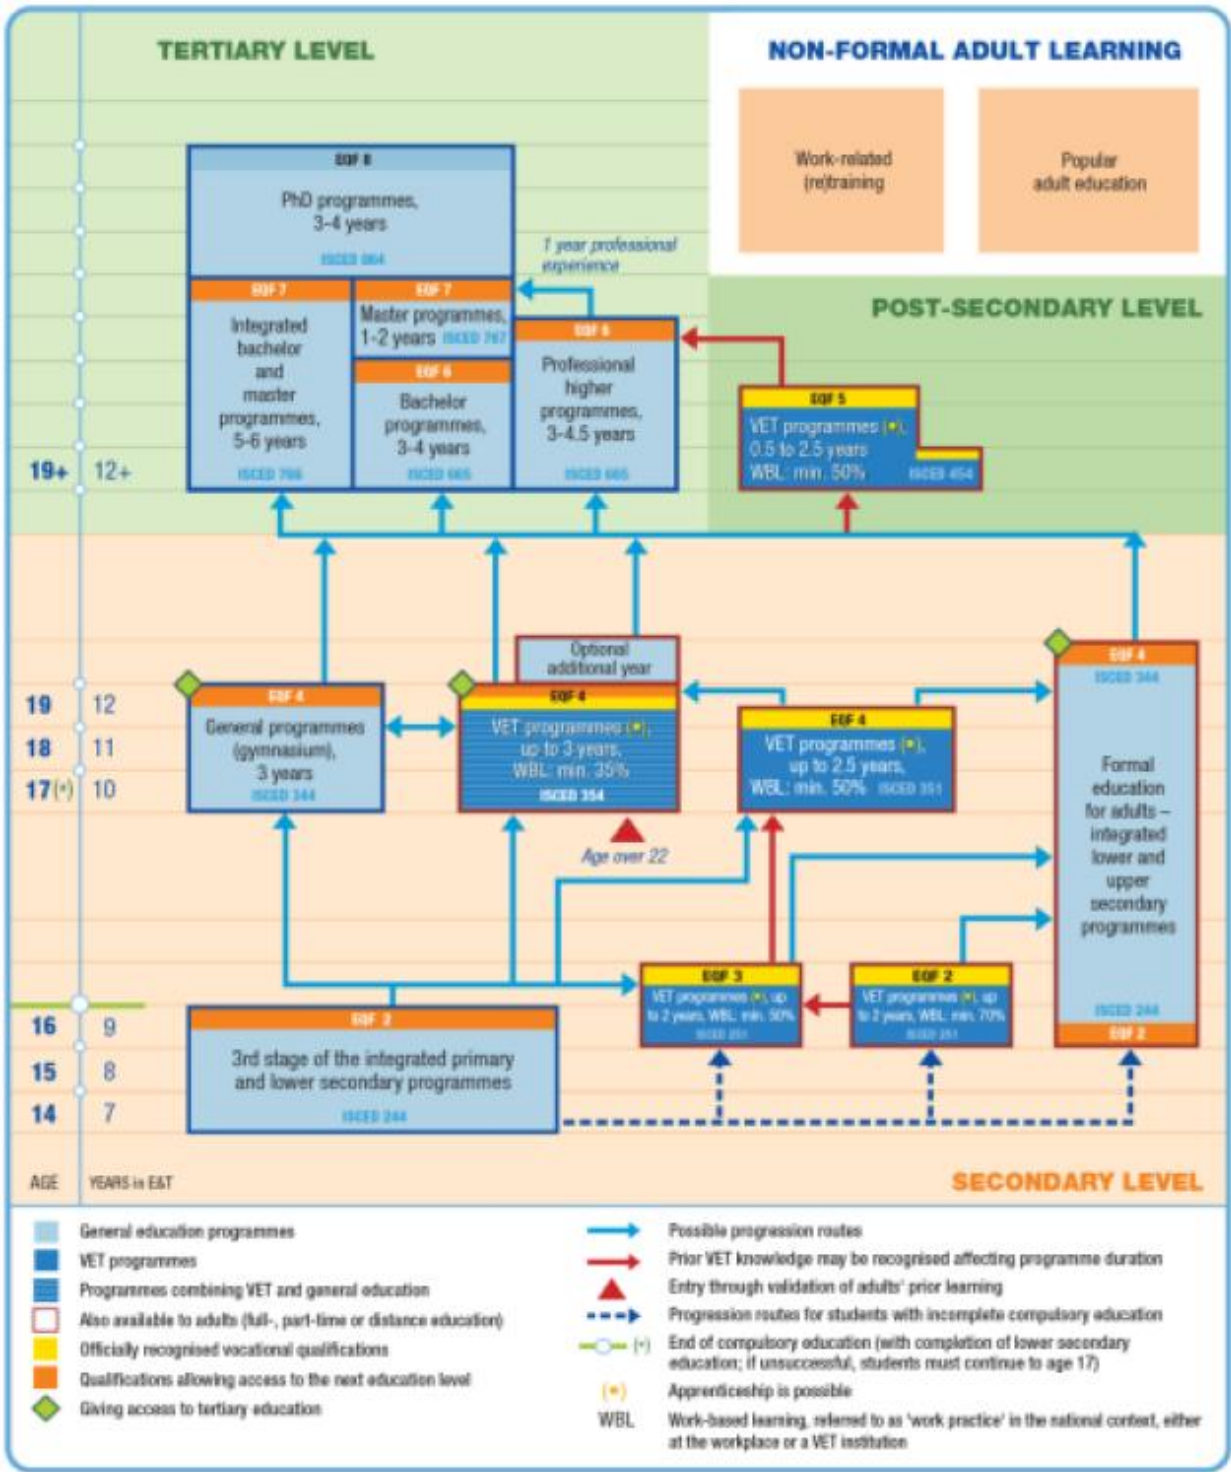 TERTIARY LEVEL
NON-FORMAL ADULT LEARNING
Work-related
(re)training
Popular
adult education
EQF 8
PhD programmes,
3-4 years
ISCED 864
1 year professional
experience
POST-SECONDARY LEVEL
EQF 7
Integrated
bachelor
and
master
programmes,
5-6 years
ISCED 766
EQF 7
Master programmes,
1-2 years ISCED 767
EQF 6
Bachelor
programmes,
3-4 years
ISCED 665
EQF 6
Professional
higher
programmes,
3-4.5 years
ISCED 665
EQF 5
VET programmes (•),
0.5 to 2.5 years
WBL: min. 50% ISCED 454
19+ 12+
Optional
additional year
19 12
18 11
17(•) 10
EQF 4
General programmes
(gymnasium),
3 years
ISCED 344
EQF 4
VET programmes (•),
up to 3 years,
WBL: min. 35%
ISCED 354
Age over 22
EQF 4
VET programmes (•),
up to 2.5 years,
WBL: min. 50% ISCED 351
EQF 4
ISCED 344
Formal
education
for adults –
integrated
lower and
upper
secondary
programmes
ISCED 244
EQF 2
EQF 3
VET programmes (•), up
to 2 years, WBL: min. 50%
EQF 2
VET programmes (•), up
to 2 years, WBL: min. 70%
16 9
15 8
14 7
EQF 2
3rd stage of the integrated primary
and lower secondary programmes
ISCED 244
AGE YEARS in E&T
SECONDARY LEVEL
General education programmes
VET programmes
Programmes combining VET and general education
Also available to adults (full-, part-time or distance education)
Officially recognised vocational qualifications
Qualifications allowing access to the next education level
Giving access to tertiary education
Possible progression routes
Prior VET knowledge may be recognised affecting programme duration
Entry through validation of adults' prior learning
Progression routes for students with incomplete compulsory education
(•) End of compulsory education (with completion of lower secondary
education; if unsuccessful, students must continue to age 17)
(•) Apprenticeship is possible
WBL Work-based learning, referred to as 'work practice' in the national context, either
at the workplace or a VET institution